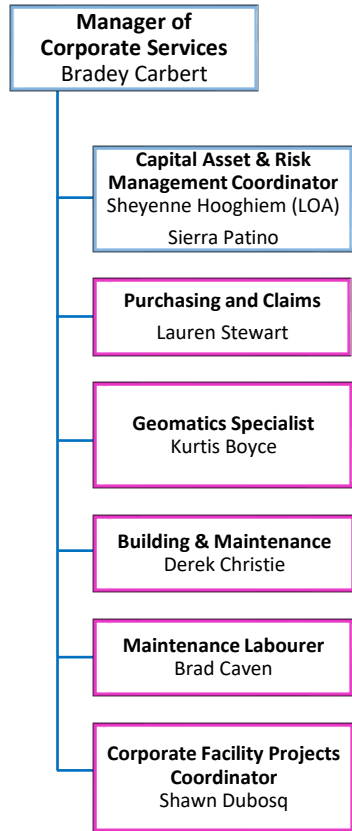 Manager of
Corporate Services
Bradey Carbert
Capital Asset & Risk
Management Coordinator
Sheyenne Hooghiem (LOA)
Sierra Patino
Purchasing and Claims
Lauren Stewart
Geomatics Specialist
Kurtis Boyce
Building & Maintenance
Derek Christie
Maintenance Labourer
Brad Caven
Corporate Facility Projects
Coordinator
Shawn Dubosq